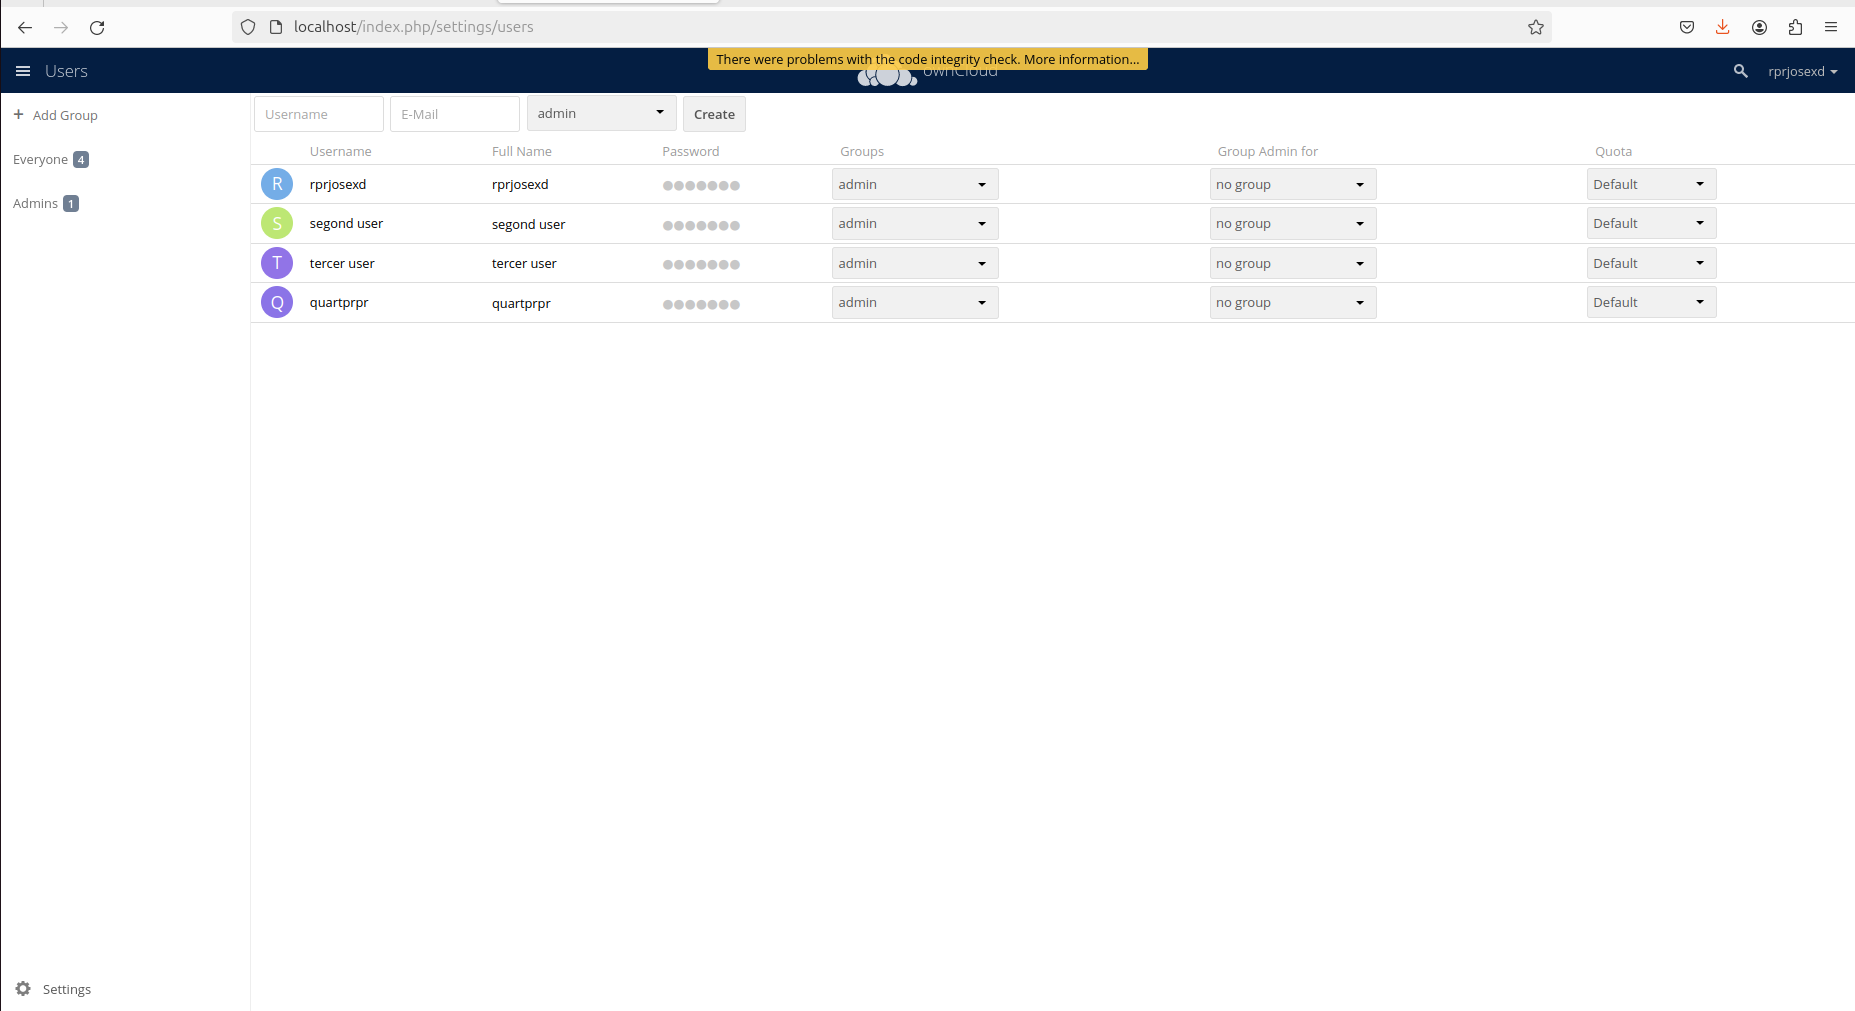 localhost/index.php/settings/users
There were problems with the code integrity check. More information...
Users
ownCloud
rprjosexd
+ Add Group
Username
E-Mail
admin
Create
Everyone 4
Admins 1
Username Full Name Password Groups Group Admin for Quota
R rprjosexd rprjosexd ●●●●●●● admin no group Default
S segond user segond user ●●●●●●● admin no group Default
T tercer user tercer user ●●●●●●● admin no group Default
Q quartprpr quartprpr ●●●●●●● admin no group Default
Settings